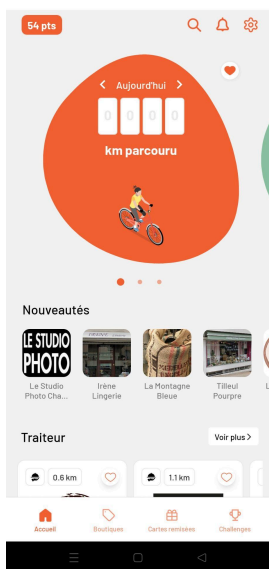 54 pts
Aujourd'hui
0 0 0 0
km parcouru
Nouveautés
LE STUDIO
PHOTO
Le Studio
Photo Cha...
Irène
Lingerie
La Montagne
Bleue
Tilleul
Pourpre
L
Traiteur
Voir plus >
0.6 km
1.1 km
Accueil
Boutiques
Cartes remisées
Challenges